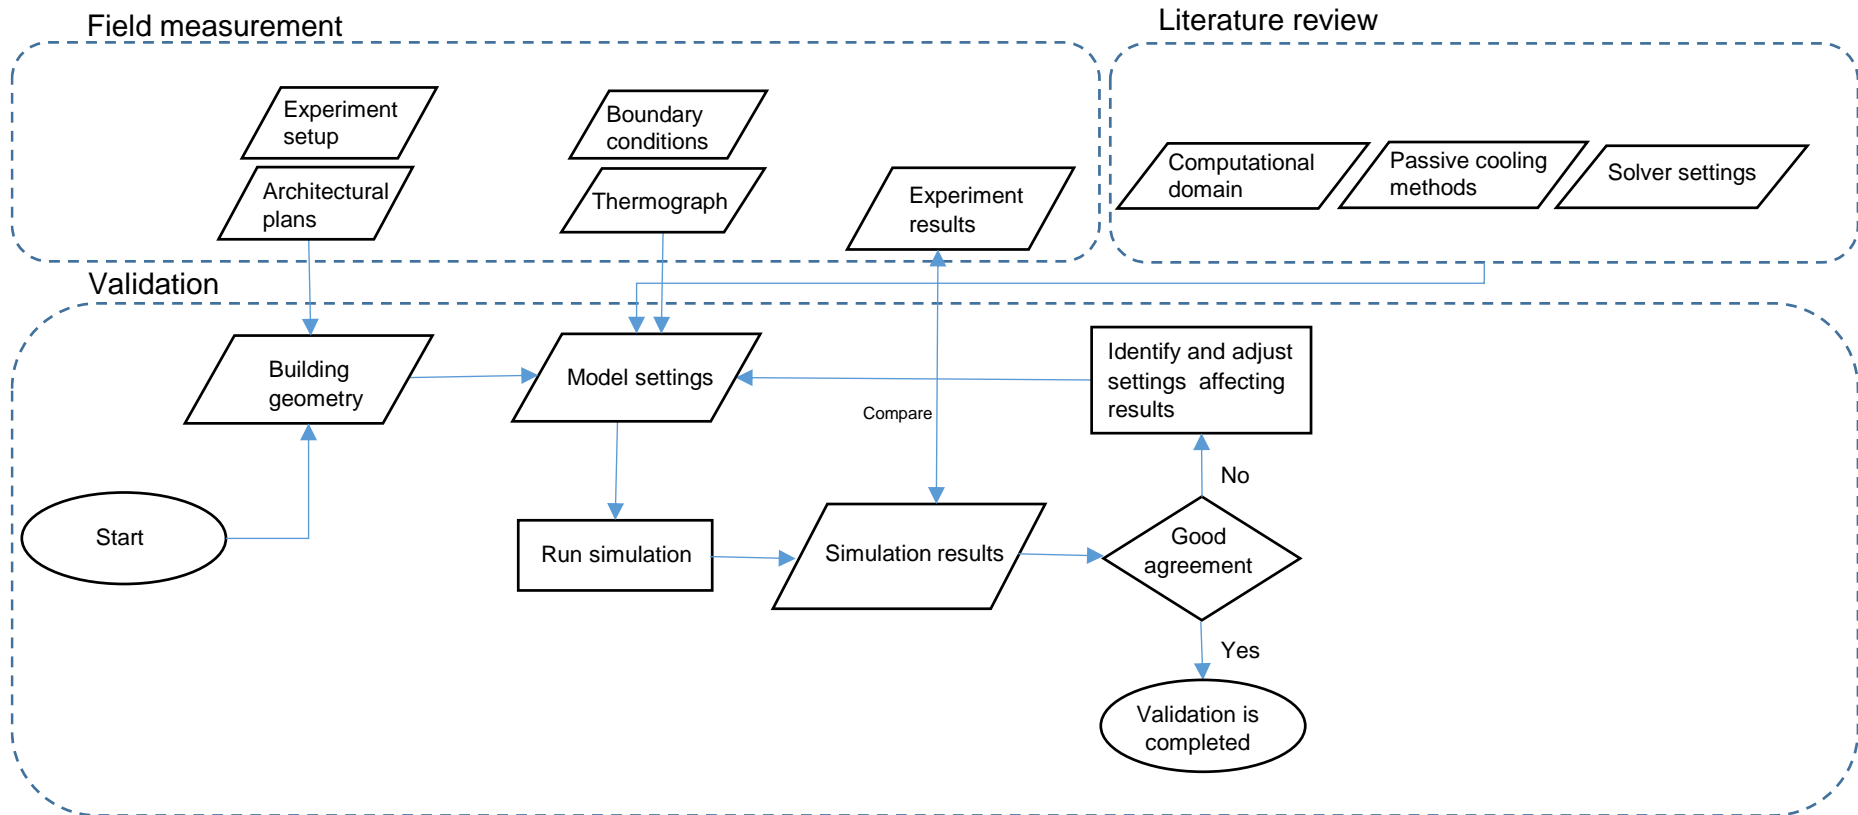 Field measurement
Literature review
Experiment
setup
Boundary
conditions
Architectural
plans
Thermograph
Experiment
results
Computational
domain
Passive cooling
methods
Solver settings
Validation
Building
geometry
Model settings
Identify and adjust
settings affecting
results
Compare
No
Start
Run simulation
Simulation results
Good
agreement
Yes
Validation is
completed